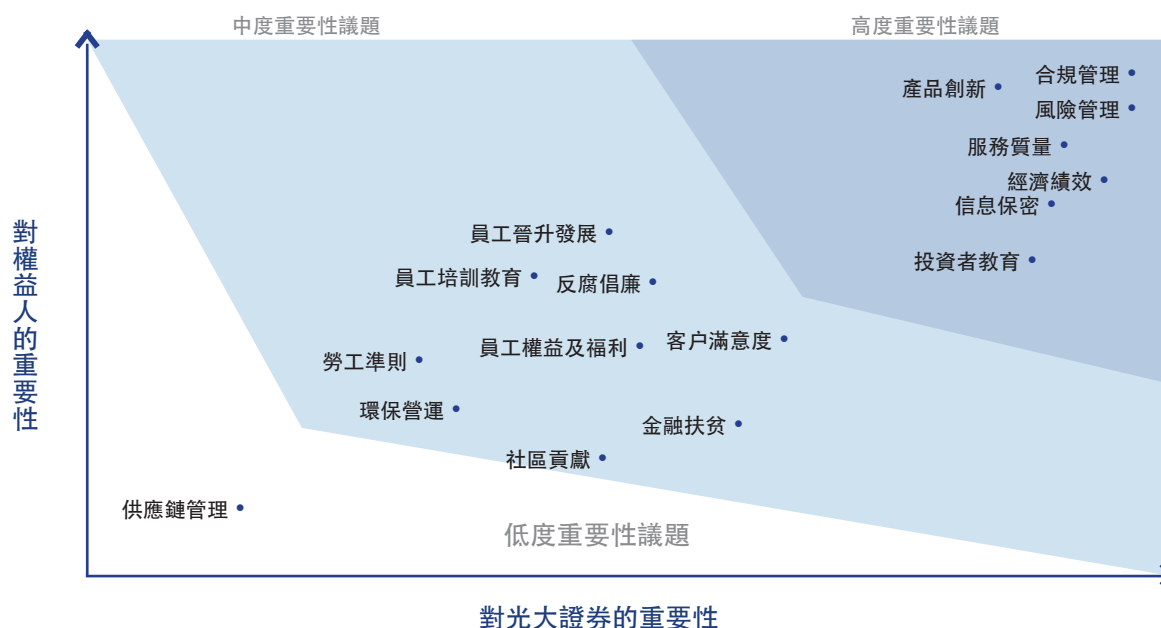 中度重要性議題
高度重要性議題
合規管理
產品創新
風險管理
服務質量
經濟績效
信息保密
員工晉升發展
投資者教育
員工培訓教育
反腐倡廉
客户滿意度
員工權益及福利
勞工準則
環保營運
金融扶贫
社區貢獻
供應鏈管理
低度重要性議題
對權益人的重要性
對光大證券的重要性